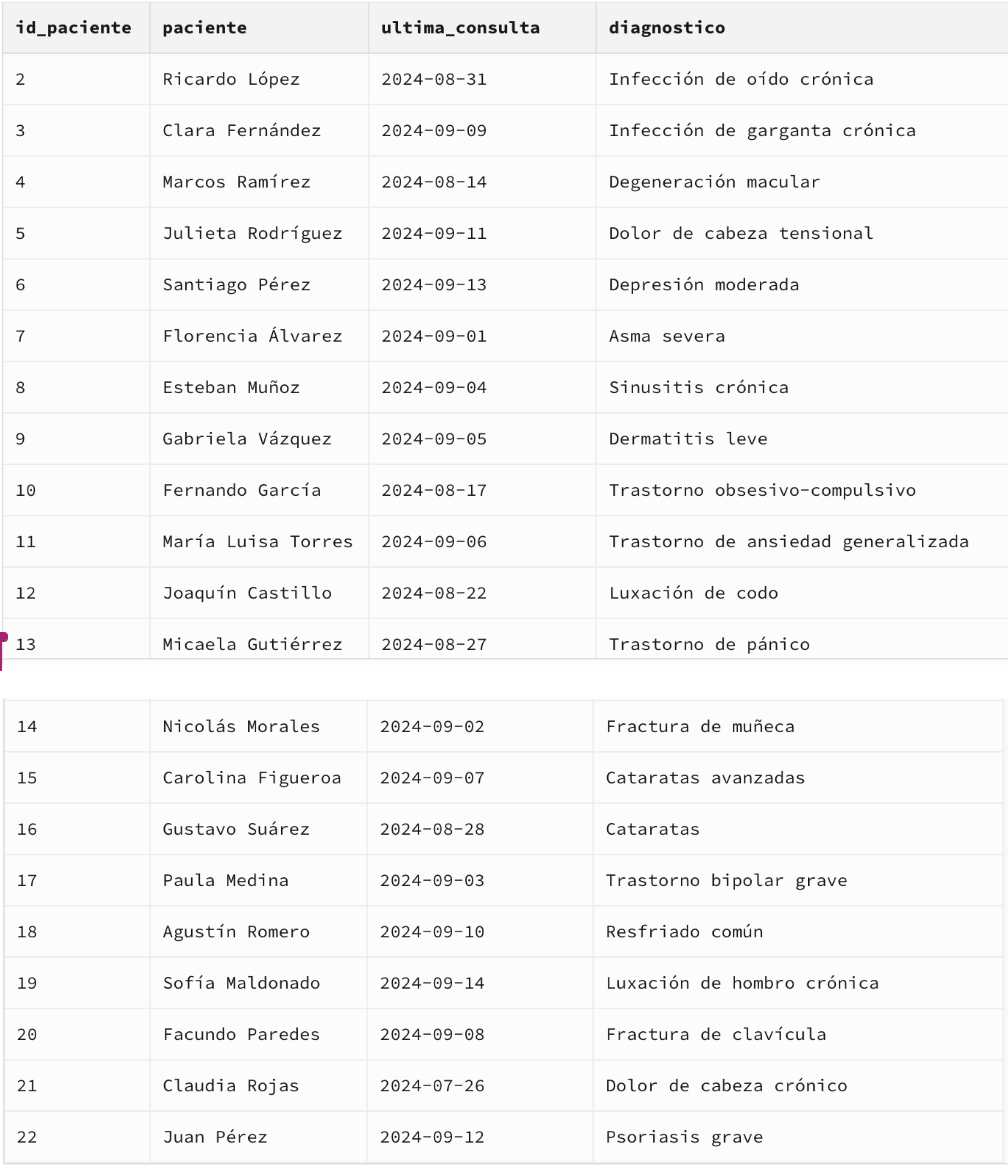 id_paciente paciente ultima_consulta diagnostico
2 Ricardo López 2024-08-31 Infección de oído crónica
3 Clara Fernández 2024-09-09 Infección de garganta crónica
4 Marcos Ramírez 2024-08-14 Degeneración macular
5 Julieta Rodríguez 2024-09-11 Dolor de cabeza tensional
6 Santiago Pérez 2024-09-13 Depresión moderada
7 Florencia Álvarez 2024-09-01 Asma severa
8 Esteban Muñoz 2024-09-04 Sinusitis crónica
9 Gabriela Vázquez 2024-09-05 Dermatitis leve
10 Fernando García 2024-08-17 Trastorno obsesivo-compulsivo
11 María Luisa Torres 2024-09-06 Trastorno de ansiedad generalizada
12 Joaquín Castillo 2024-08-22 Luxación de codo
13 Micaela Gutiérrez 2024-08-27 Trastorno de pánico
14 Nicolás Morales 2024-09-02 Fractura de muñeca
15 Carolina Figueroa 2024-09-07 Cataratas avanzadas
16 Gustavo Suárez 2024-08-28 Cataratas
17 Paula Medina 2024-09-03 Trastorno bipolar grave
18 Agustín Romero 2024-09-10 Resfriado común
19 Sofía Maldonado 2024-09-14 Luxación de hombro crónica
20 Facundo Paredes 2024-09-08 Fractura de clavícula
21 Claudia Rojas 2024-07-26 Dolor de cabeza crónico
22 Juan Pérez 2024-09-12 Psoriasis grave